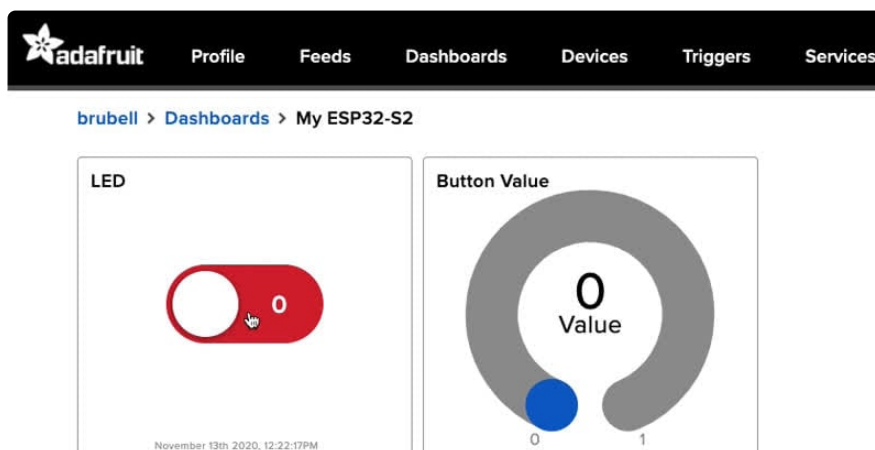 adafruit Profile Feeds Dashboards Devices Triggers Services
brubell > Dashboards > My ESP32-S2
LED
0
November 13th 2020, 12:22:17PM
Button Value
0
Value
0 1